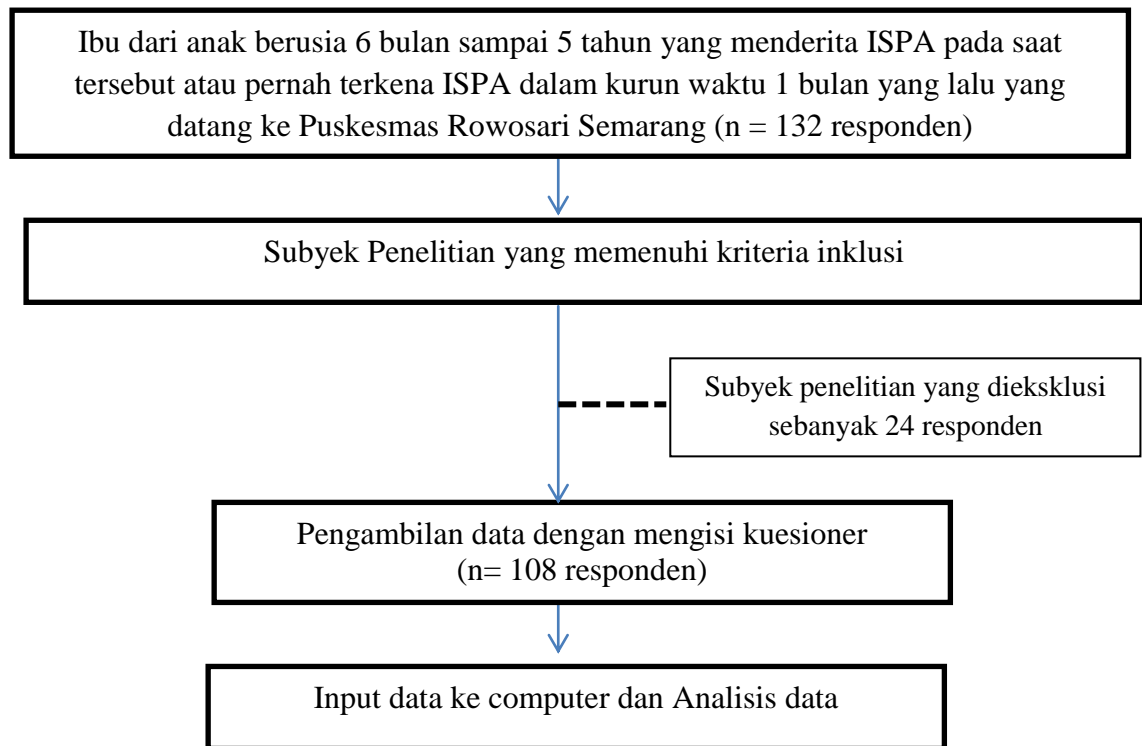 Ibu dari anak berusia 6 bulan sampai 5 tahun yang menderita ISPA pada saat
tersebut atau pernah terkena ISPA dalam kurun waktu 1 bulan yang lalu yang
datang ke Puskesmas Rowosari Semarang (n = 132 responden)
Subyek Penelitian yang memenuhi kriteria inklusi
Subyek penelitian yang dieksklusi
sebanyak 24 responden
Pengambilan data dengan mengisi kuesioner
(n= 108 responden)
Input data ke computer dan Analisis data